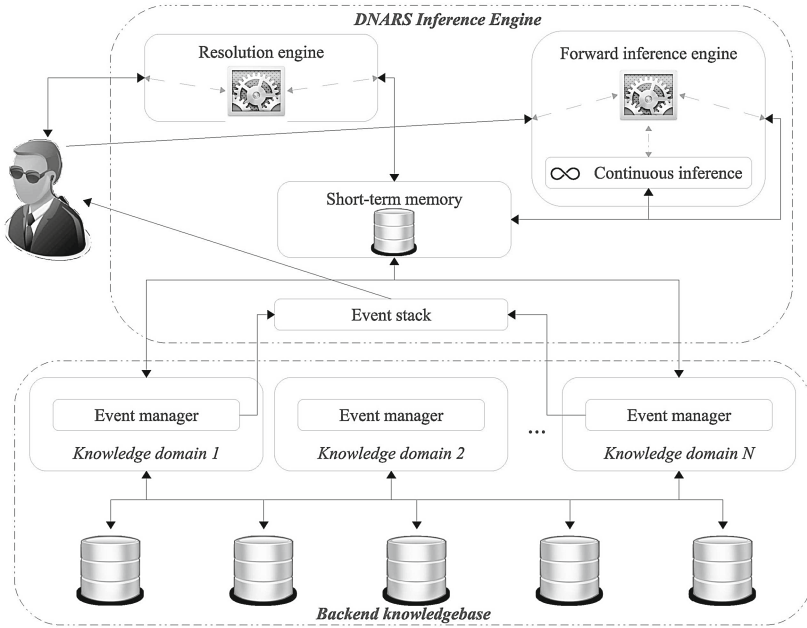 DNARS Inference Engine
Resolution engine
Forward inference engine
∞ Continuous inference
Short-term memory
Event stack
Event manager
Event manager
...
Event manager
Knowledge domain 1
Knowledge domain 2
Knowledge domain N
Backend knowledgebase